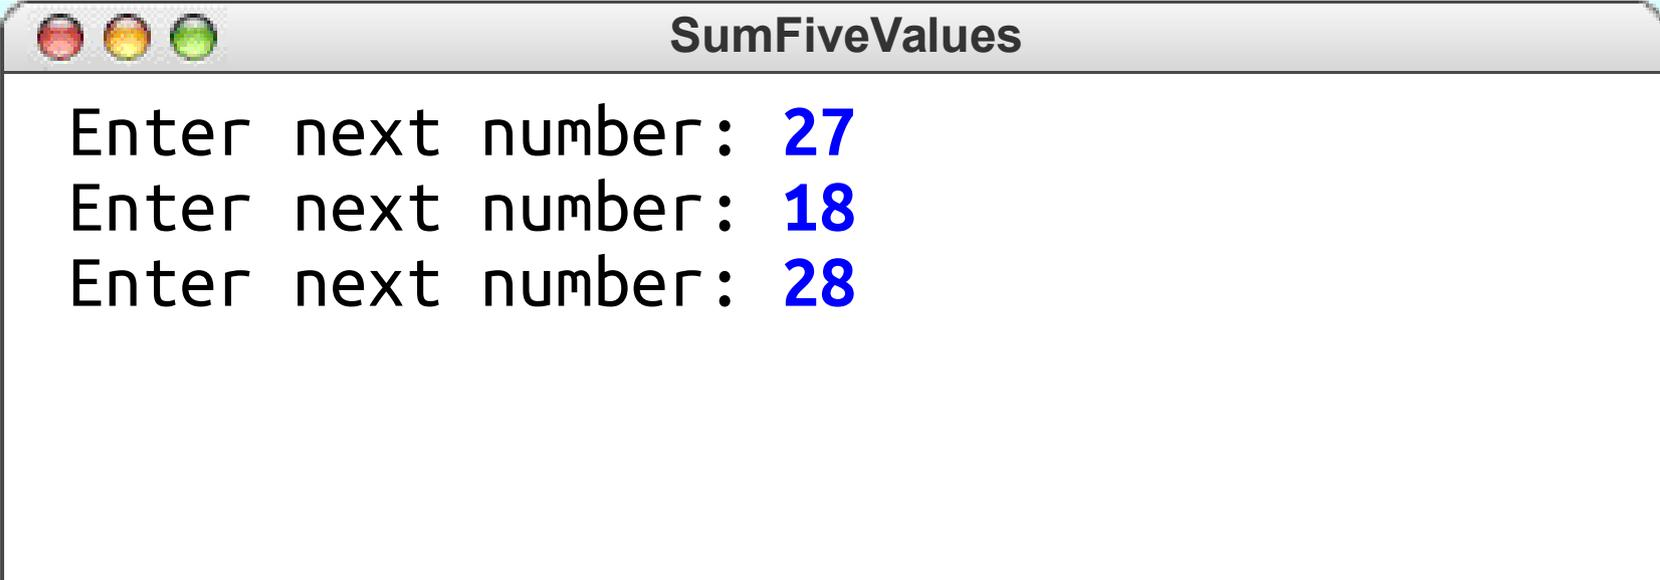 SumFiveValues
Enter next number: 27
Enter next number: 18
Enter next number: 28